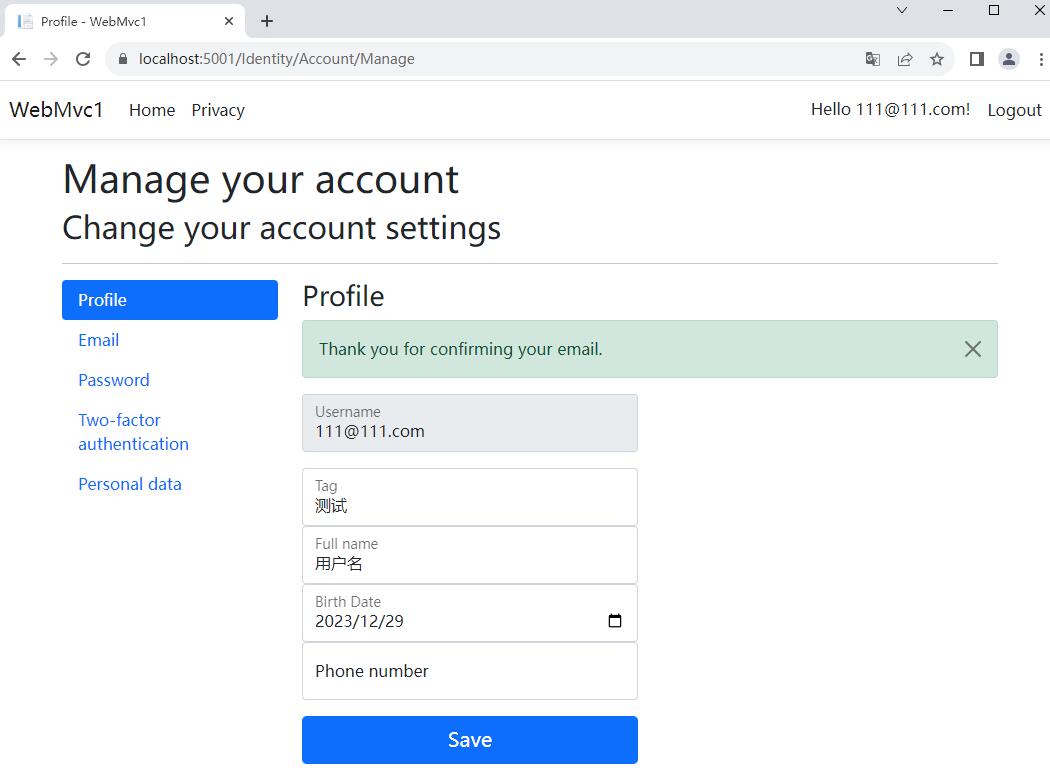 Profile - WebMvc1
localhost:5001/Identity/Account/Manage
WebMvc1 Home Privacy Hello 111@111.com! Logout
Manage your account
Change your account settings
Profile
Email
Password
Two-factor
authentication
Personal data
Profile
Thank you for confirming your email.
Username
111@111.com
Tag
测试
Full name
用户名
Birth Date
2023/12/29
Phone number
Save